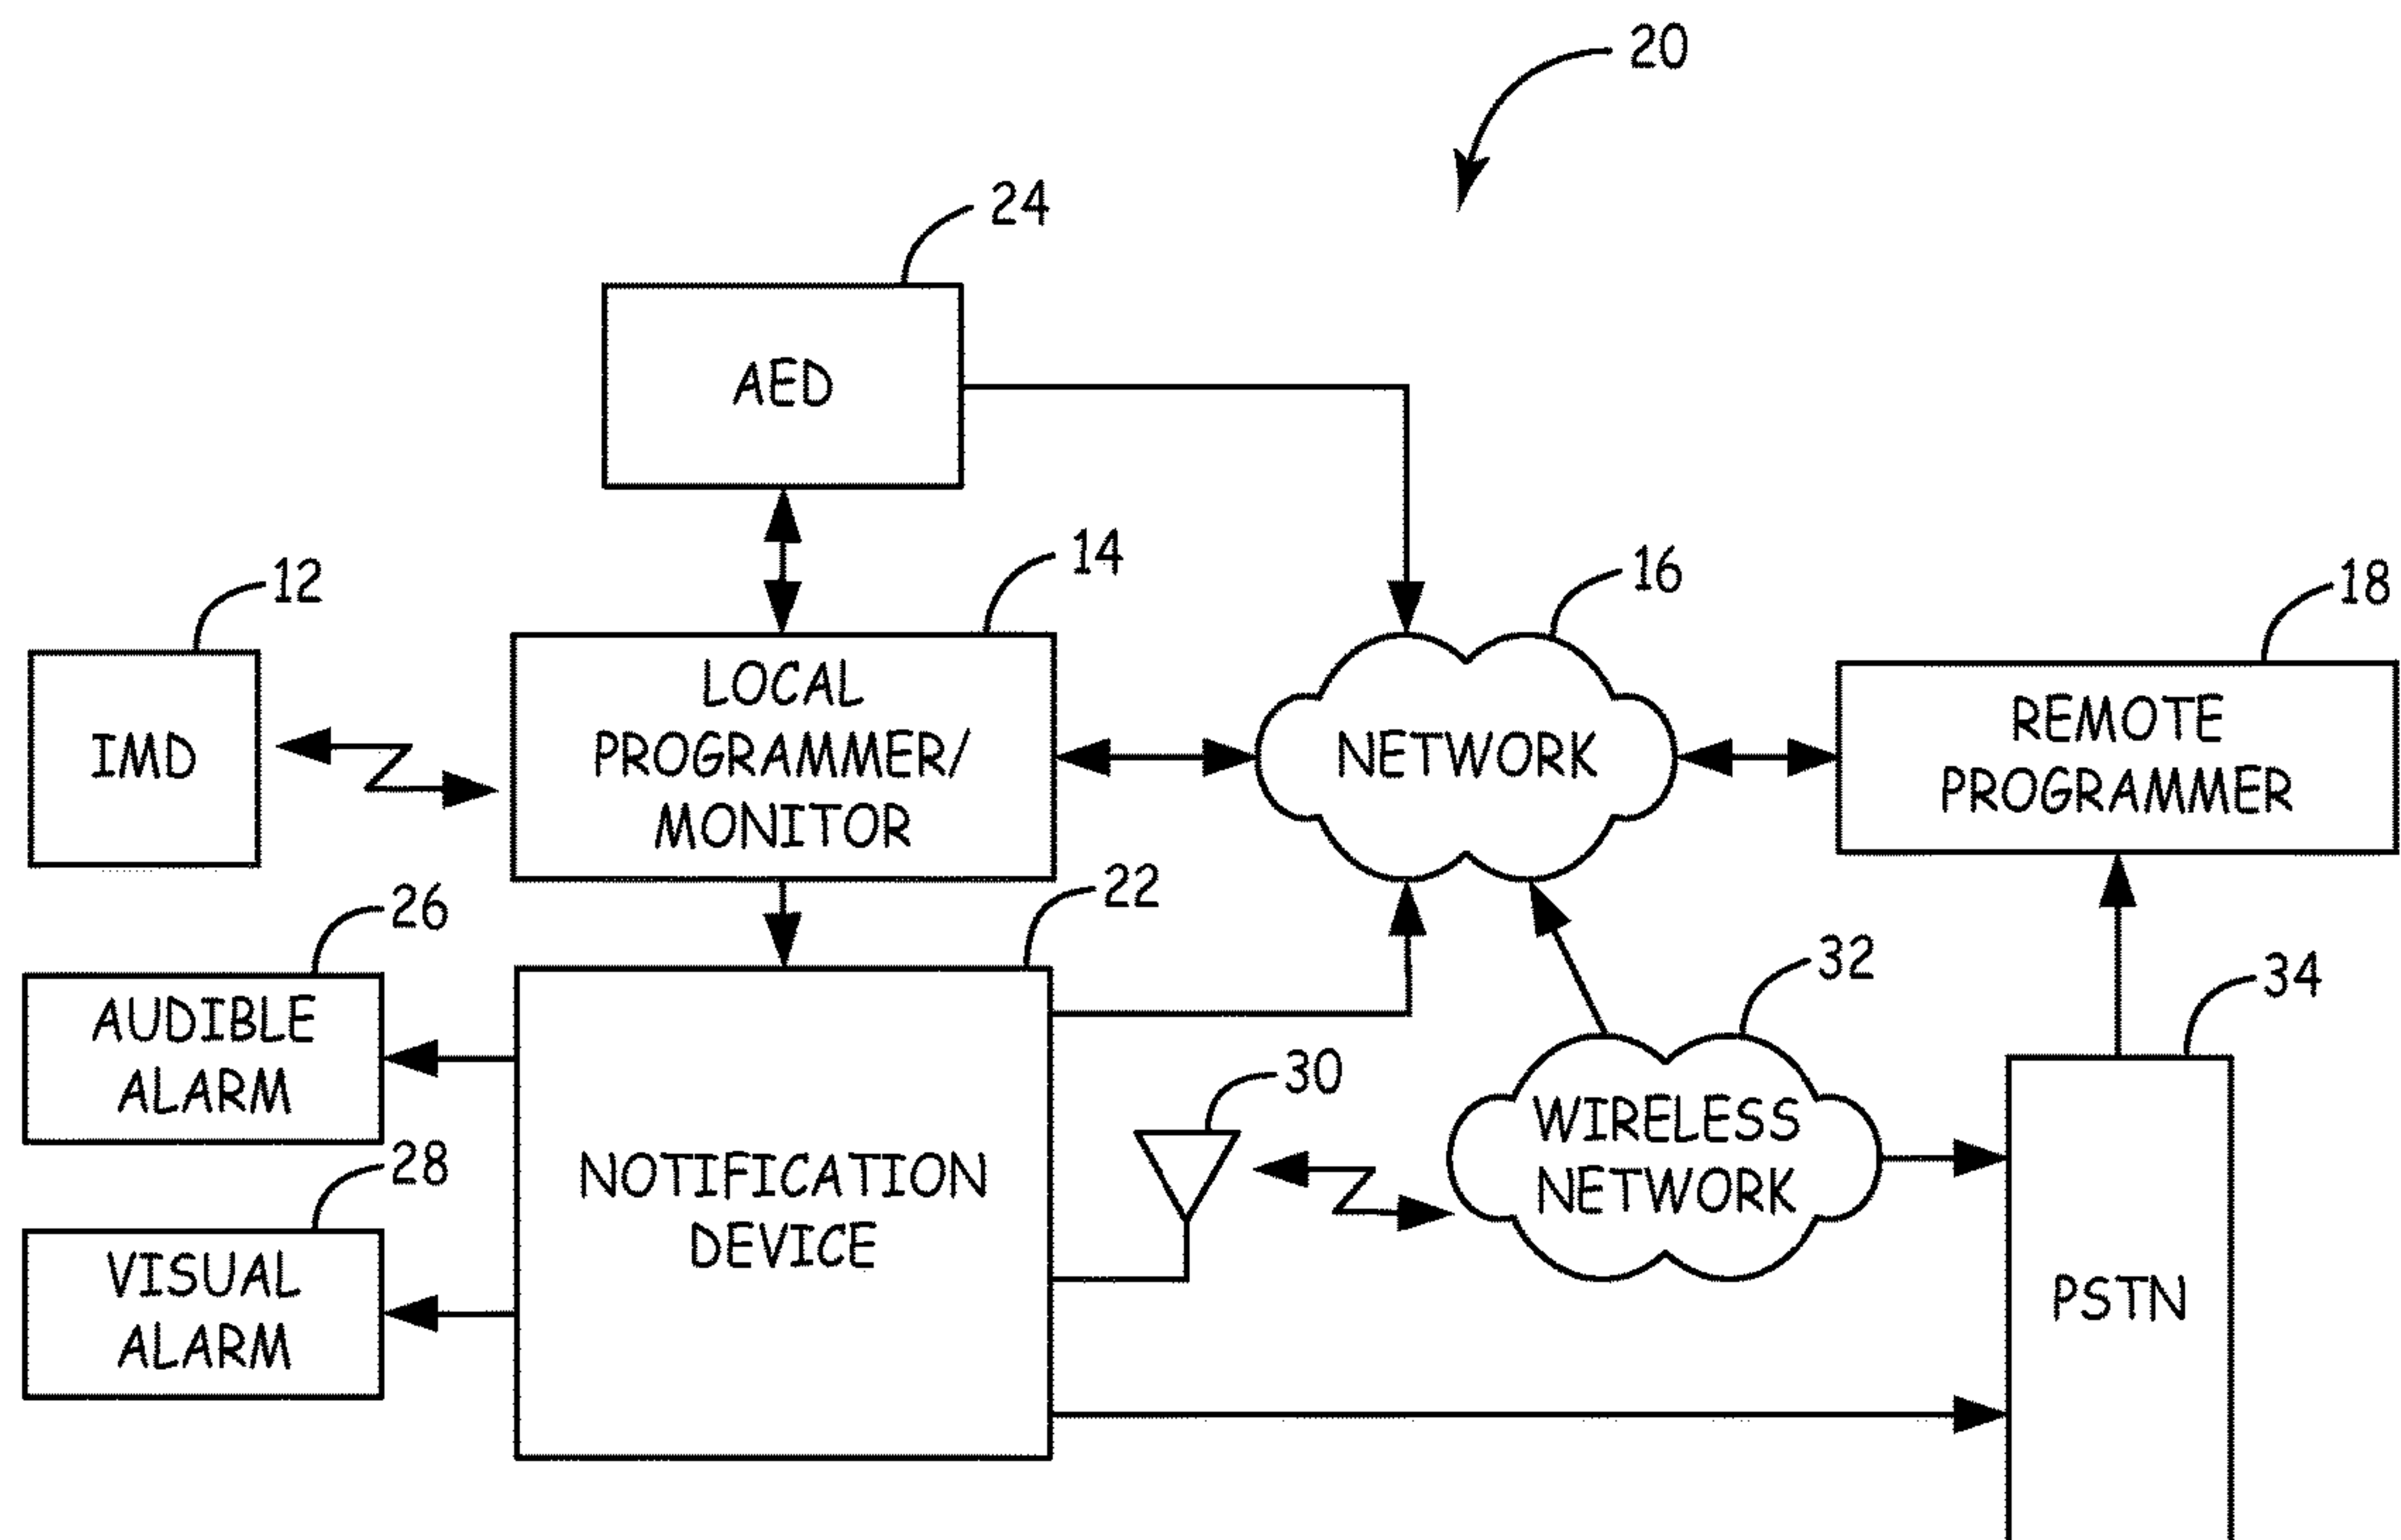 20
24
AED
12
14
16
18
IMD
LOCAL
PROGRAMMER/
MONITOR
NETWORK
REMOTE
PROGRAMMER
26
22
32
34
AUDIBLE
ALARM
30
28
NOTIFICATION
DEVICE
WIRELESS
NETWORK
VISUAL
ALARM
PSTN